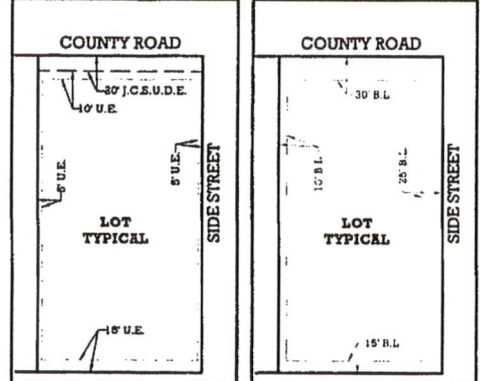 COUNTY ROAD
20' J.C.S.U.D.E.
10' U.E.
5' U.E.
5' U.E.
SIDE STREET
LOT
TYPICAL
15' U.E.
COUNTY ROAD
30' B.L.
10' B.L.
25' B.L.
SIDE STREET
LOT
TYPICAL
15' B.L.